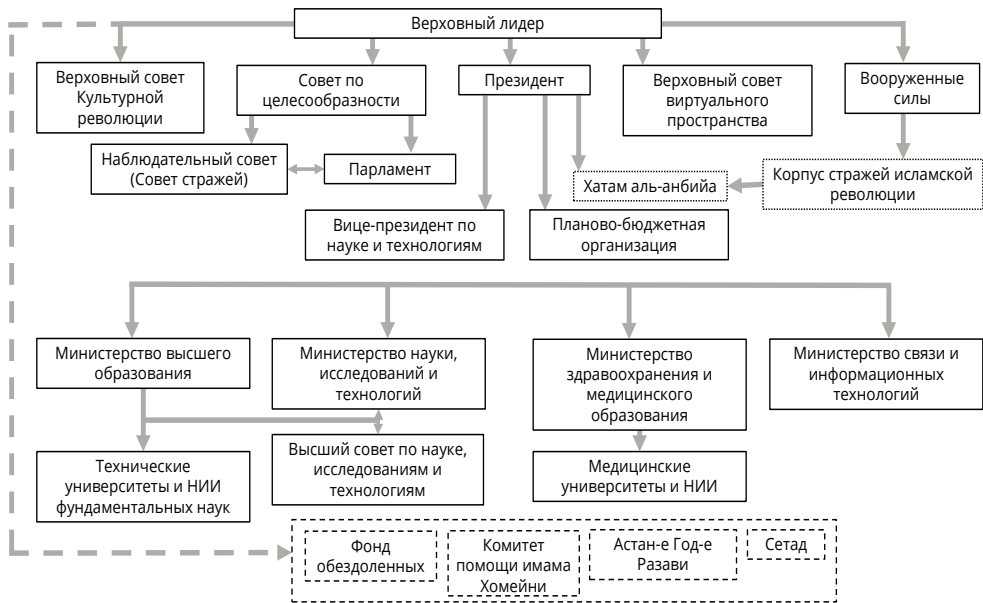 Верховный лидер
Верховный совет
Культурной
революции
Совет по
целесообразности
Президент
Верховный совет
виртуального
пространства
Вооруженные
силы
Наблюдательный совет
(Совет стражей)
Парламент
Хатам аль-анбийа
Корпус стражей исламской
революции
Вице-президент по
науке и технологиям
Планово-бюджетная
организация
Министерство высшего
образования
Министерство науки,
исследований и
технологий
Министерство
здравоохранения и
медицинского
образования
Министерство связи и
информационных
технологий
Технические
университеты и НИИ
фундаментальных наук
Высший совет по науке,
исследованиям и
технологиям
Медицинские
университеты и НИИ
Фонд
обездоленных
Комитет
помощи имама
Хомейни
Астан-е Год-е
Разави
Сетад